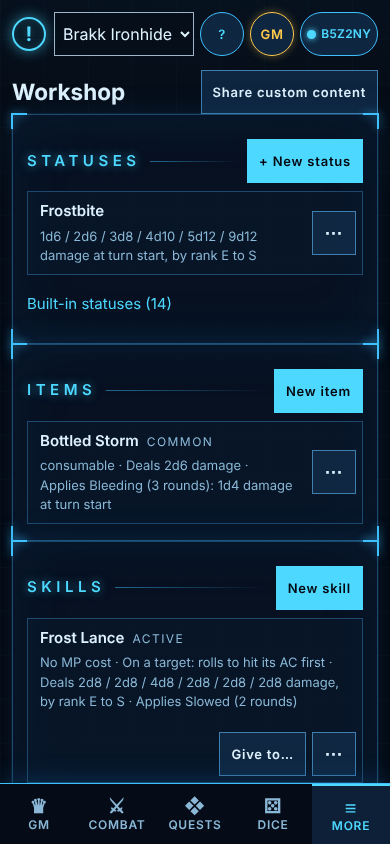 !
Brakk Ironhide
?
GM
B5Z2NY
Workshop
Share custom content
STATUSES
+ New status
Frostbite
1d6 / 2d6 / 3d8 / 4d10 / 5d12 / 9d12
damage at turn start, by rank E to S
...
Built-in statuses (14)
ITEMS
New item
Bottled Storm COMMON
consumable · Deals 2d6 damage ·
Applies Bleeding (3 rounds): 1d4 damage
at turn start
...
SKILLS
New skill
Frost Lance ACTIVE
No MP cost · On a target: rolls to hit its AC first ·
Deals 2d8 / 2d8 / 4d8 / 2d8 / 2d8 / 2d8 damage,
by rank E to S · Applies Slowed (2 rounds)
Give to...
...
GM
COMBAT
QUESTS
DICE
MORE